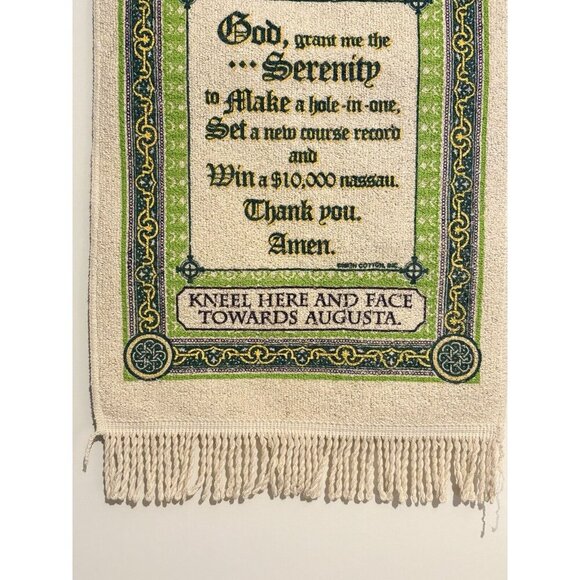 God, grant me the
... Serenity
to Make a hole-in-one,
Set a new course record
and
Win a $10,000 nassau.
Thank you.
Amen.
KNEEL HERE AND FACE
TOWARDS AUGUSTA.